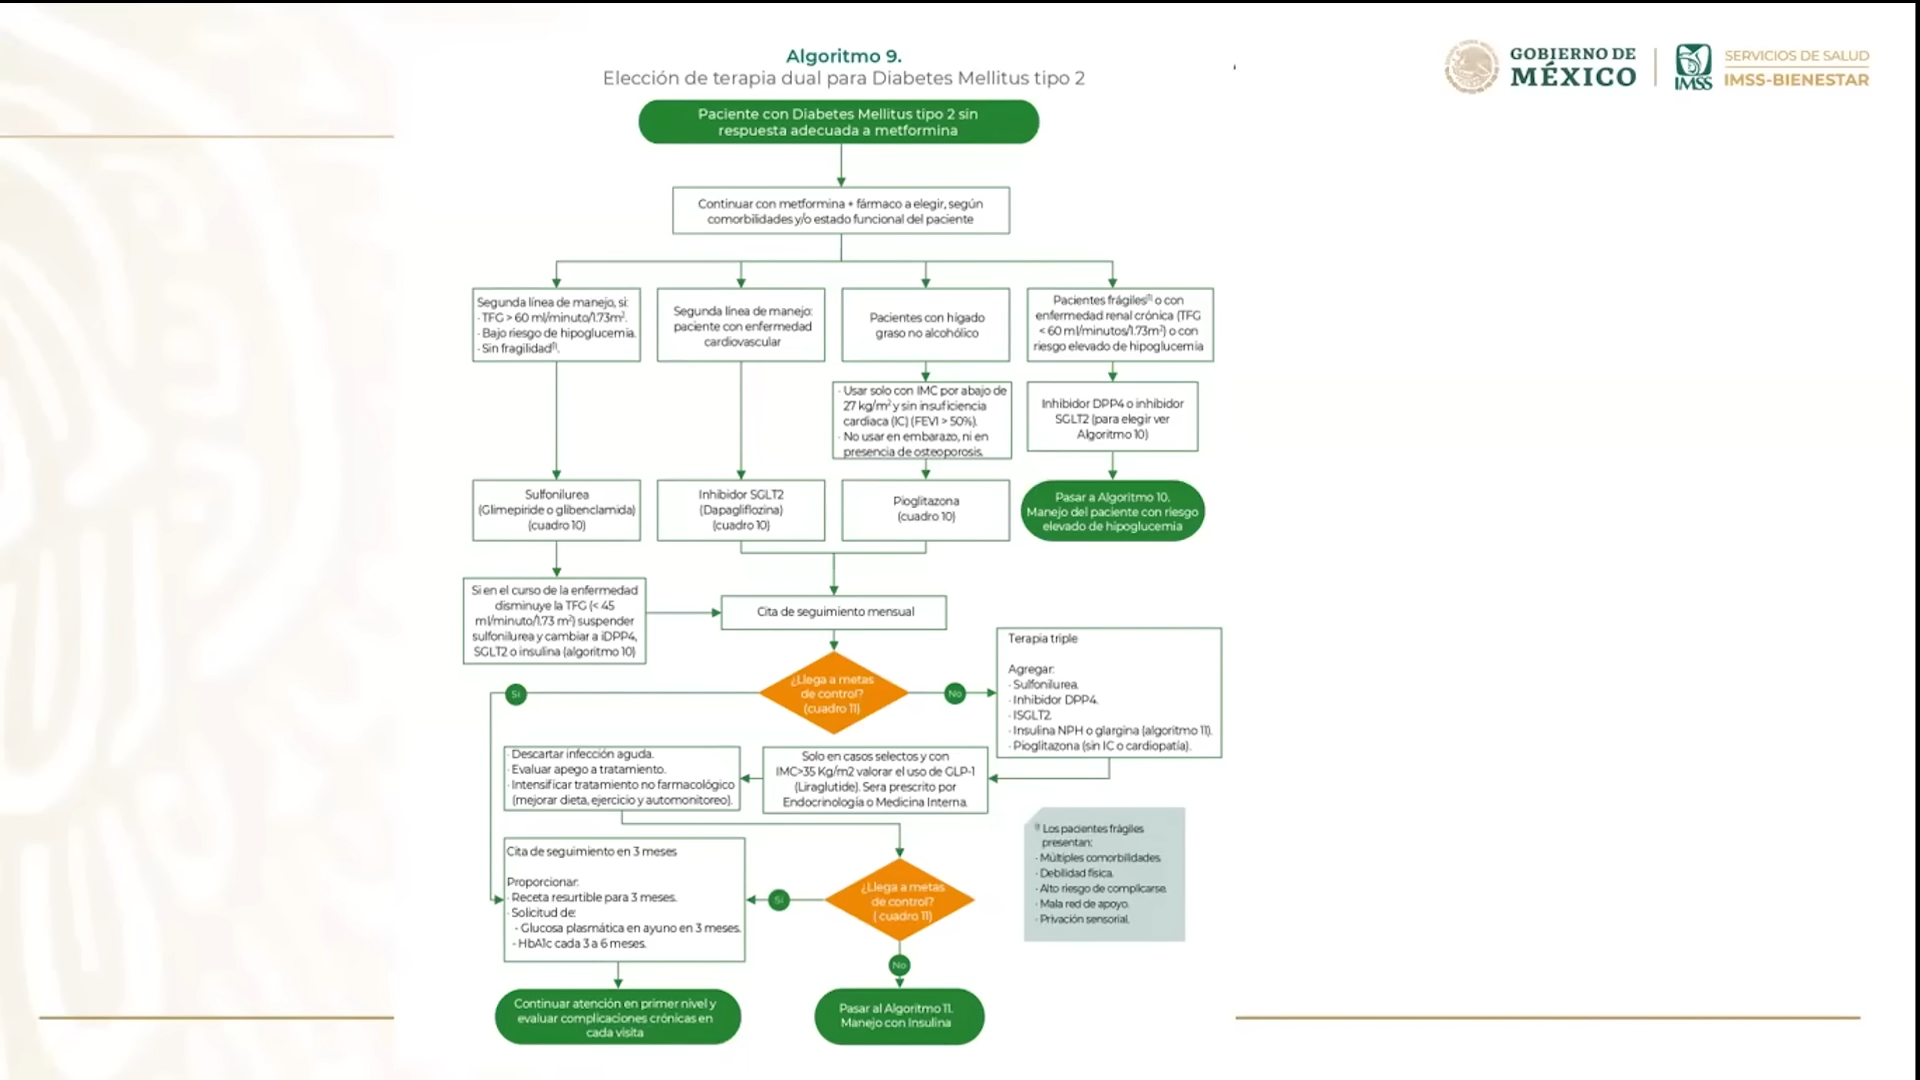 Algoritmo 9.
Elección de terapia dual para Diabetes Mellitus tipo 2
GOBIERNO DE
MÉXICO
IMSS
SERVICIOS DE SALUD
IMSS-BIENESTAR
Paciente con Diabetes Mellitus tipo 2 sin
respuesta adecuada a metformina
Continuar con metformina + fármaco a elegir, según
comorbilidades y/o estado funcional del paciente
Segunda línea de manejo, si:
· TFG > 60 ml/minuto/1.73m².
· Bajo riesgo de hipoglucemia.
· Sin fragilidad⁽¹⁾.
Segunda línea de manejo:
paciente con enfermedad
cardiovascular
Pacientes con hígado
graso no alcohólico
Pacientes frágiles⁽¹⁾ o con
enfermedad renal crónica (TFG
< 60 ml/minutos/1.73m²) o con
riesgo elevado de hipoglucemia
· Usar solo con IMC por abajo de
27 kg/m² y sin insuficiencia
cardiaca (IC) (FEVI > 50%).
· No usar en embarazo, ni en
presencia de osteoporosis.
Inhibidor DPP4 o inhibidor
SGLT2 (para elegir ver
Algoritmo 10)
Sulfonilurea
(Glimepiride o glibenclamida)
(cuadro 10)
Inhibidor SGLT2
(Dapagliflozina)
(cuadro 10)
Pioglitazona
(cuadro 10)
Pasar a Algoritmo 10.
Manejo del paciente con riesgo
elevado de hipoglucemia
Si en el curso de la enfermedad
disminuye la TFG (< 45
ml/minuto/1.73 m²) suspender
sulfonilurea y cambiar a iDPP4,
SGLT2 o insulina (algoritmo 10)
Cita de seguimiento mensual
¿Llega a metas
de control?
(cuadro 11)
Sí
No
Terapia triple
Agregar:
· Sulfonilurea.
· Inhibidor DPP4.
· ISGLT2.
· Insulina NPH o glargina (algoritmo 11).
· Pioglitazona (sin IC o cardiopatía).
· Descartar infección aguda.
· Evaluar apego a tratamiento.
· Intensificar tratamiento no farmacológico
(mejorar dieta, ejercicio y automonitoreo).
Solo en casos selectos y con
IMC>35 Kg/m2 valorar el uso de GLP-1
(Liraglutide). Sera prescrito por
Endocrinología o Medicina Interna.
Cita de seguimiento en 3 meses
Proporcionar:
· Receta resurtible para 3 meses.
· Solicitud de:
- Glucosa plasmática en ayuno en 3 meses.
- HbA1c cada 3 a 6 meses.
Sí
¿Llega a metas
de control?
( cuadro 11)
No
⁽¹⁾ Los pacientes frágiles
presentan:
· Múltiples comorbilidades.
· Debilidad física.
· Alto riesgo de complicarse.
· Mala red de apoyo.
· Privación sensorial.
Continuar atención en primer nivel y
evaluar complicaciones crónicas en
cada visita
Pasar al Algoritmo 11.
Manejo con Insulina